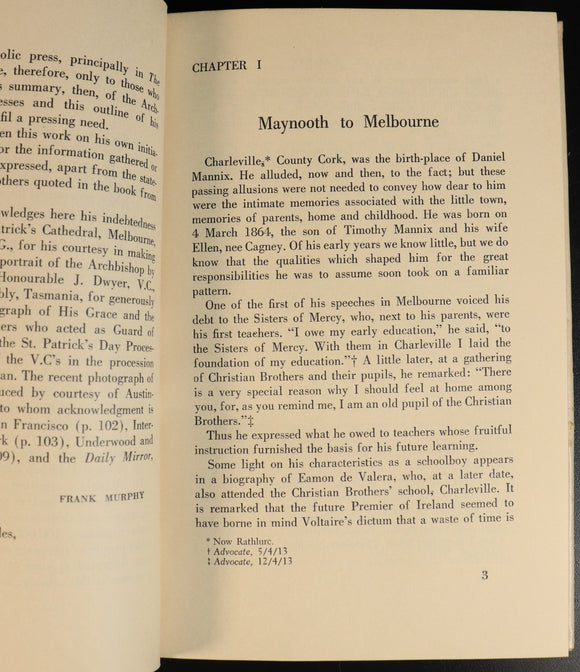 olic press, principally in The
e, therefore, only to those who
s summary, then, of the Arch-
esses and this outline of his
fil a pressing need.
en this work on his own initia-
or the information gathered or
expressed, apart from the state-
others quoted in the book from
wledges here his indebtedness
trick's Cathedral, Melbourne,
G., for his courtesy in making
portrait of the Archbishop by
Honourable J. Dwyer, V.C.,
bly, Tasmania, for generously
graph of His Grace and the
ers who acted as Guard of
the St. Patrick's Day Proces-
f the V.C's in the procession
an. The recent photograph of
uced by courtesy of Austin-
to whom acknowledgment is
n Francisco (p. 102), Inter-
rk (p. 103), Underwood and
09), and the Daily Mirror,
FRANK MURPHY
les,
CHAPTER I
Maynooth to Melbourne
Charleville,* County Cork, was the birth-place of Daniel
Mannix. He alluded, now and then, to the fact; but these
passing allusions were not needed to convey how dear to him
were the intimate memories associated with the little town,
memories of parents, home and childhood. He was born on
4 March 1864, the son of Timothy Mannix and his wife
Ellen, nee Cagney. Of his early years we know little, but we do
know that the qualities which shaped him for the great
responsibilities he was to assume soon took on a familiar
pattern.
One of the first of his speeches in Melbourne voiced his
debt to the Sisters of Mercy, who, next to his parents, were
his first teachers. "I owe my early education," he said, "to
the Sisters of Mercy. With them in Charleville I laid the
foundation of my education."† A little later, at a gathering
of Christian Brothers and their pupils, he remarked: "There
is a very special reason why I should feel at home among
you, for, as you remind me, I am an old pupil of the Christian
Brothers."‡
Thus he expressed what he owed to teachers whose fruitful
instruction furnished the basis for his future learning.
Some light on his characteristics as a schoolboy appears
in a biography of Eamon de Valera, who, at a later date,
also attended the Christian Brothers' school, Charleville. It
is remarked that the future Premier of Ireland seemed to
have borne in mind Voltaire's dictum that a waste of time is
* Now Rathlurc.
† Advocate, 5/4/13
‡ Advocate, 12/4/13
3